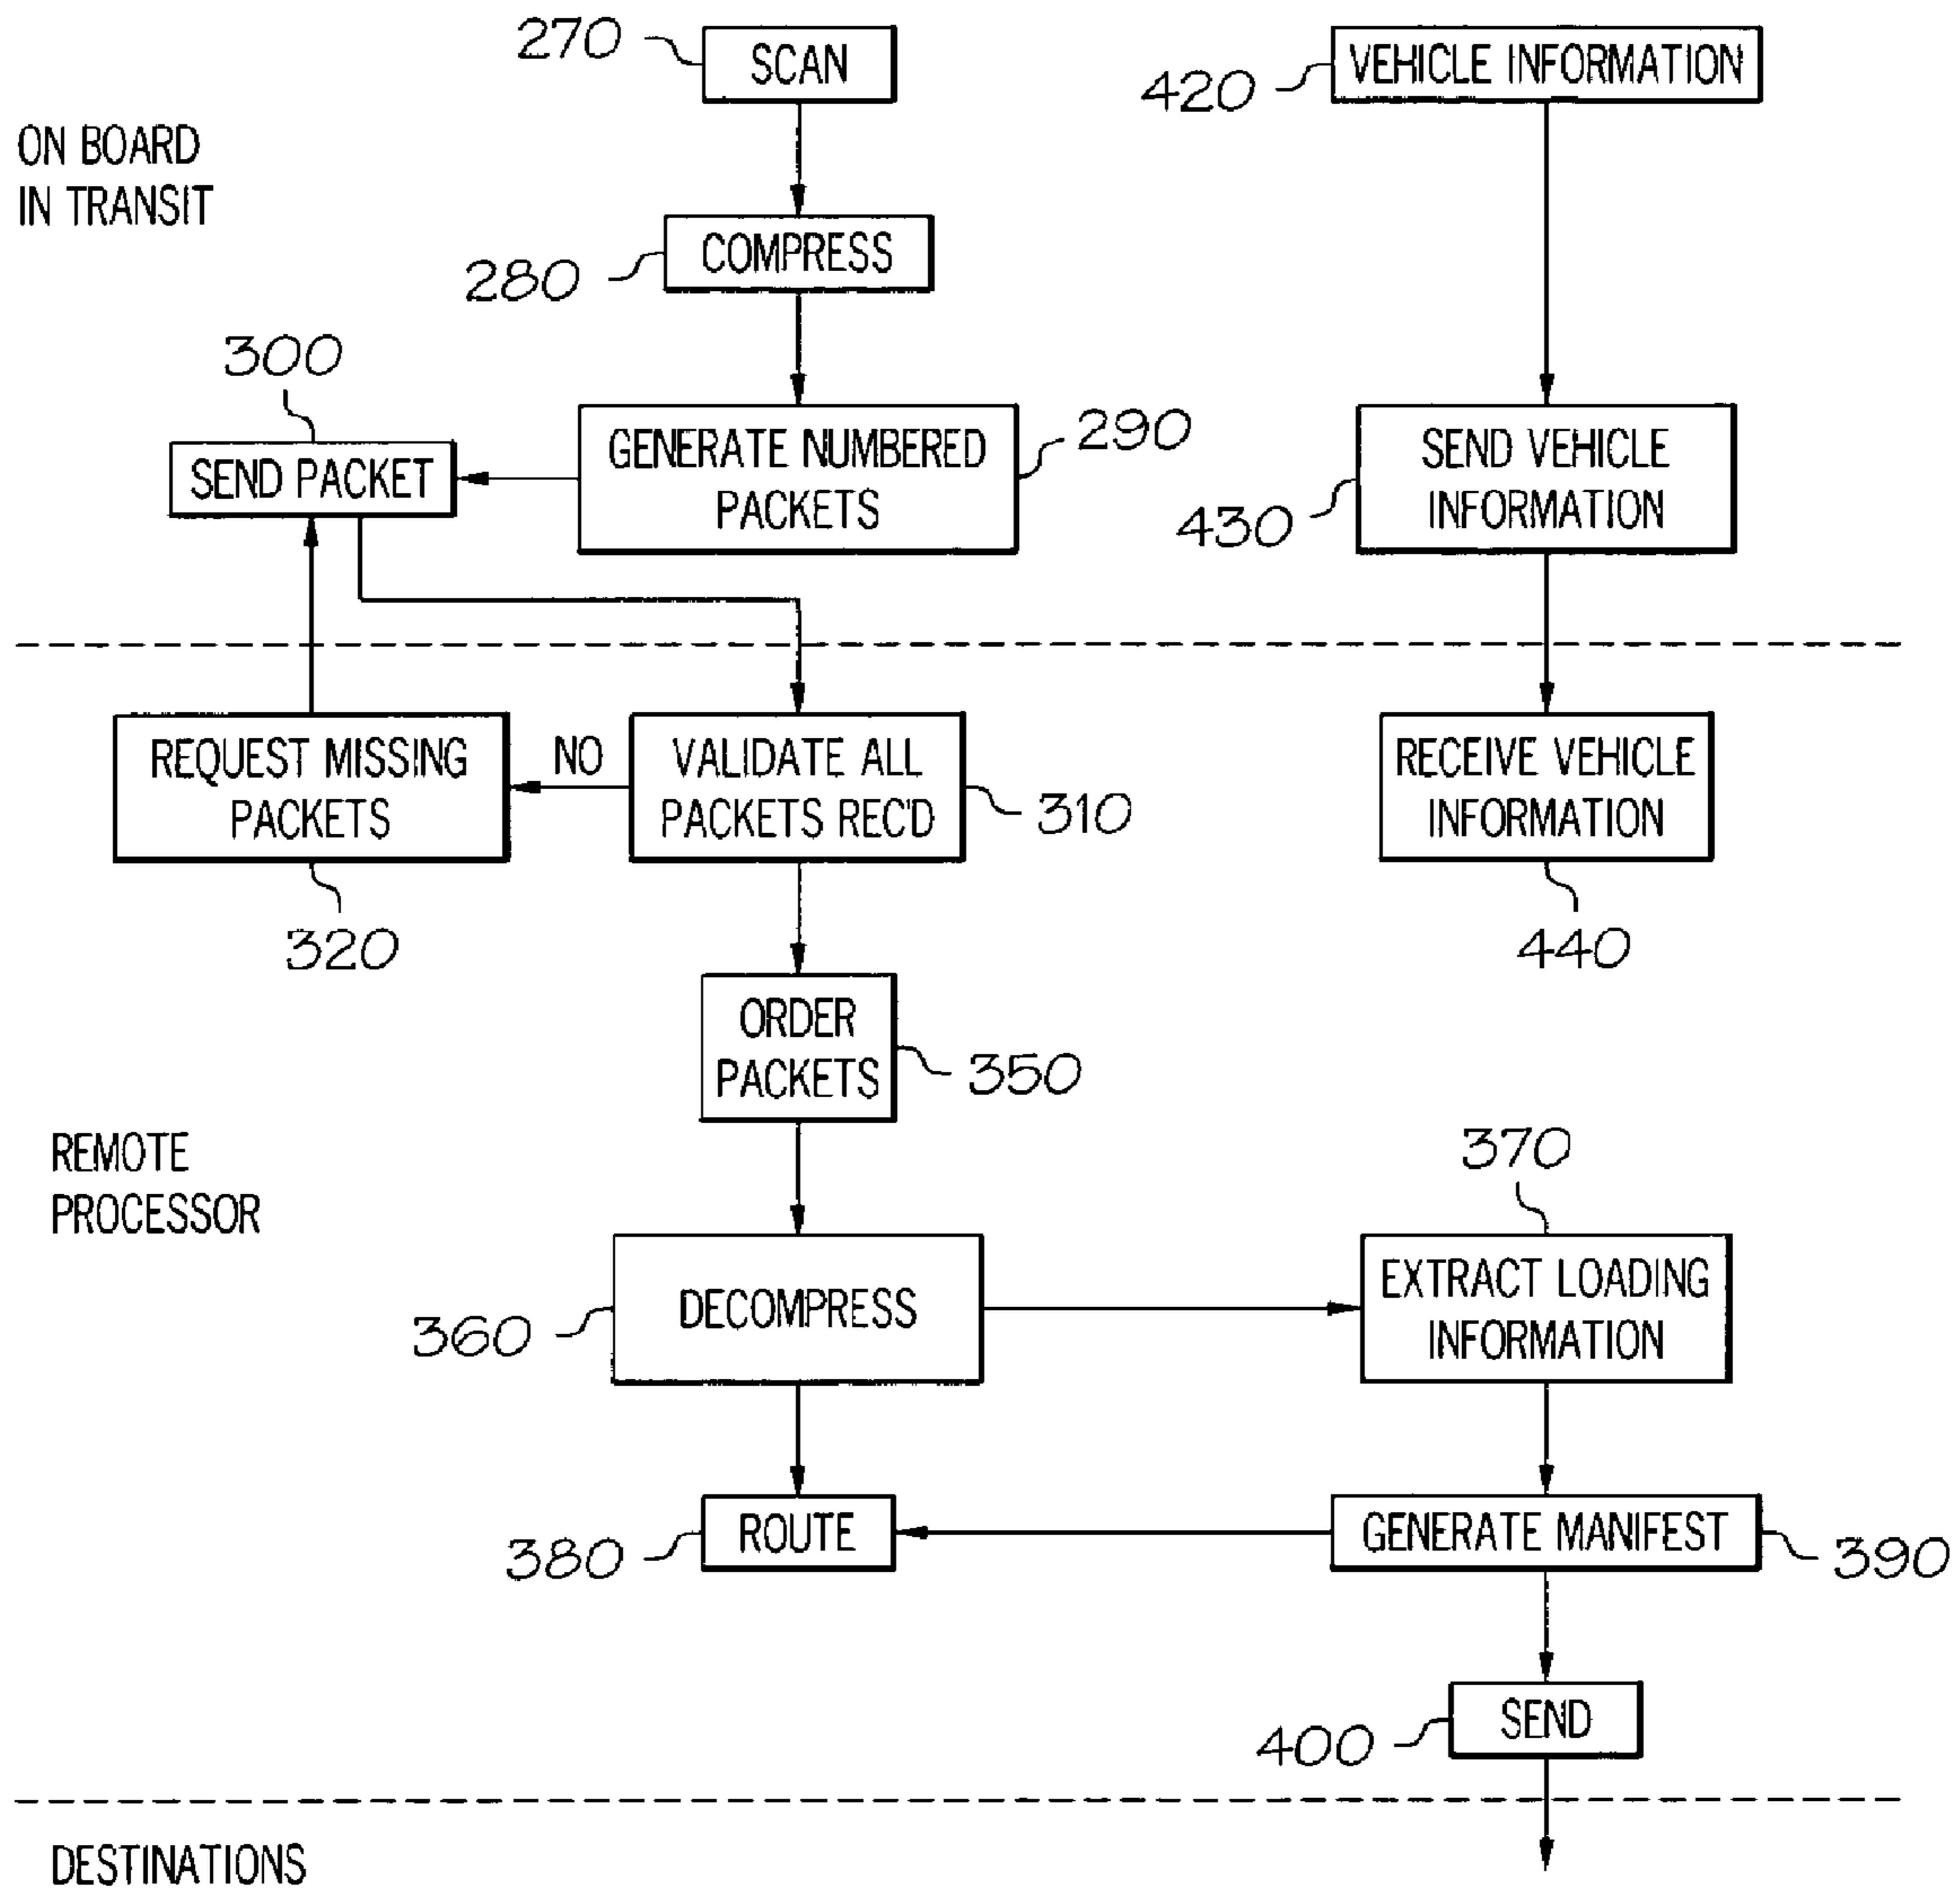 270
SCAN
420
VEHICLE INFORMATION
ON BOARD
IN TRANSIT
280
COMPRESS
300
SEND PACKET
GENERATE NUMBERED
PACKETS
290
430
SEND VEHICLE
INFORMATION
REQUEST MISSING
PACKETS
320
NO
VALIDATE ALL
PACKETS REC'D
310
RECEIVE VEHICLE
INFORMATION
440
ORDER
PACKETS
350
REMOTE
PROCESSOR
360
DECOMPRESS
370
EXTRACT LOADING
INFORMATION
380
ROUTE
GENERATE MANIFEST
390
400
SEND
DESTINATIONS